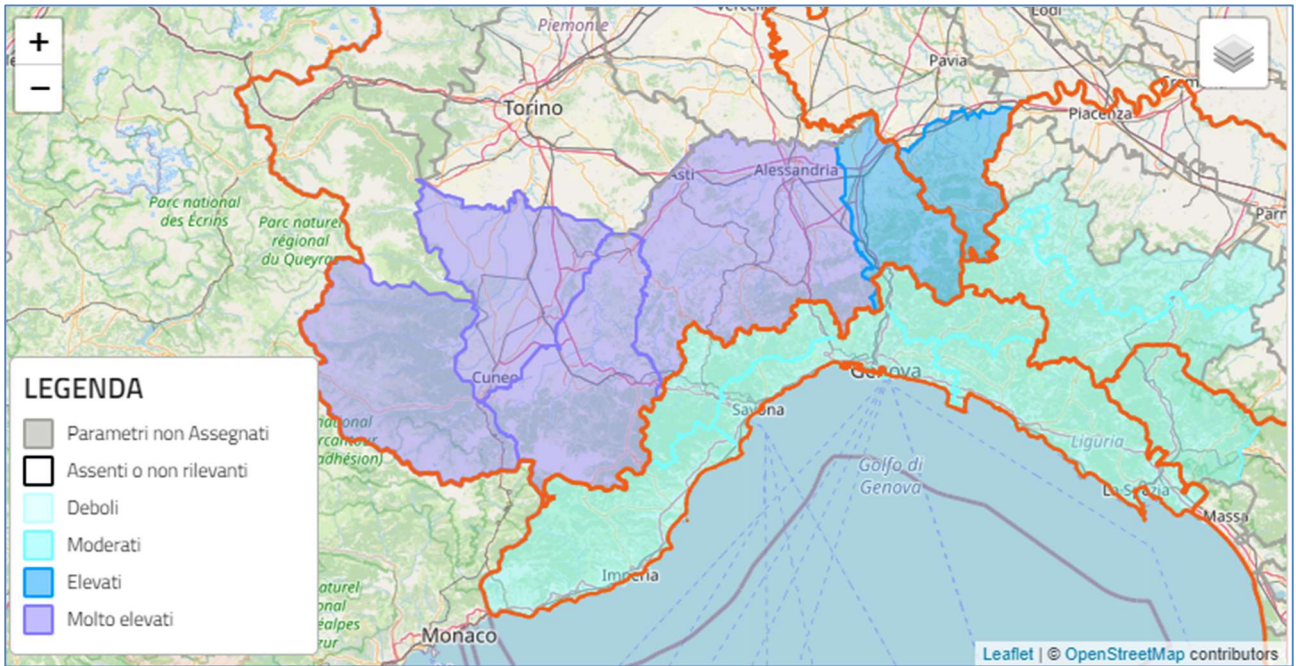 +
−
Piemonte
Vercelli
Lodi
Pavia
Torino
Piacenza
Parc national
des Écrins
Asti
Alessandria
Parc naturel
régional
du Queyras
Cuneo
Genova
Savona
Liguria
Golfo di
Genova
La Spezia
Massa
Imperia
Monaco
LEGENDA
Parametri non Assegnati
Assenti o non rilevanti
Deboli
Moderati
Elevati
Molto elevati
Leaflet | © OpenStreetMap contributors